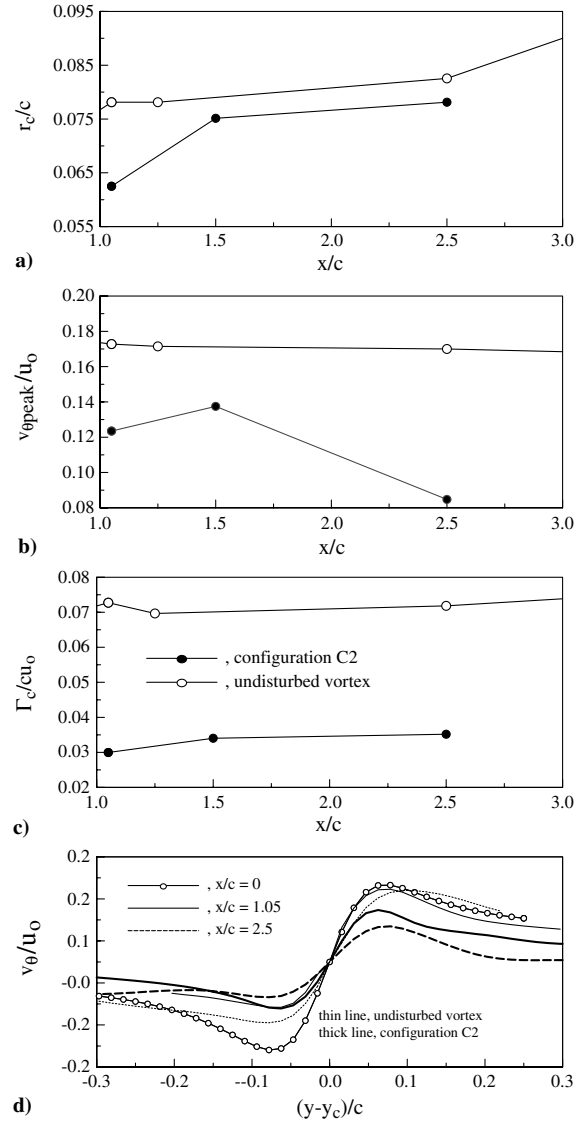 0.095
0.085
0.075
0.065
0.055
r_c/c
1.0
1.5
2.0
2.5
3.0
x/c
a)
0.20
0.18
0.16
0.14
0.12
0.10
0.08
v_θpeak/u_o
1.0
1.5
2.0
2.5
3.0
x/c
b)
0.08
0.07
0.06
0.05
0.04
0.03
0.02
Γ_c/cu_o
, configuration C2
, undisturbed vortex
1.0
1.5
2.0
2.5
3.0
x/c
c)
0.2
0.2
0.1
-0.0
-0.2
0.2
v_θ/u_o
, x/c = 0
, x/c = 1.05
, x/c = 2.5
thin line, undisturbed vortex
thick line, configuration C2
-0.3
-0.2
--0.1
0.0
0.1
0.2
0.3
(y-y_c)/c
d)